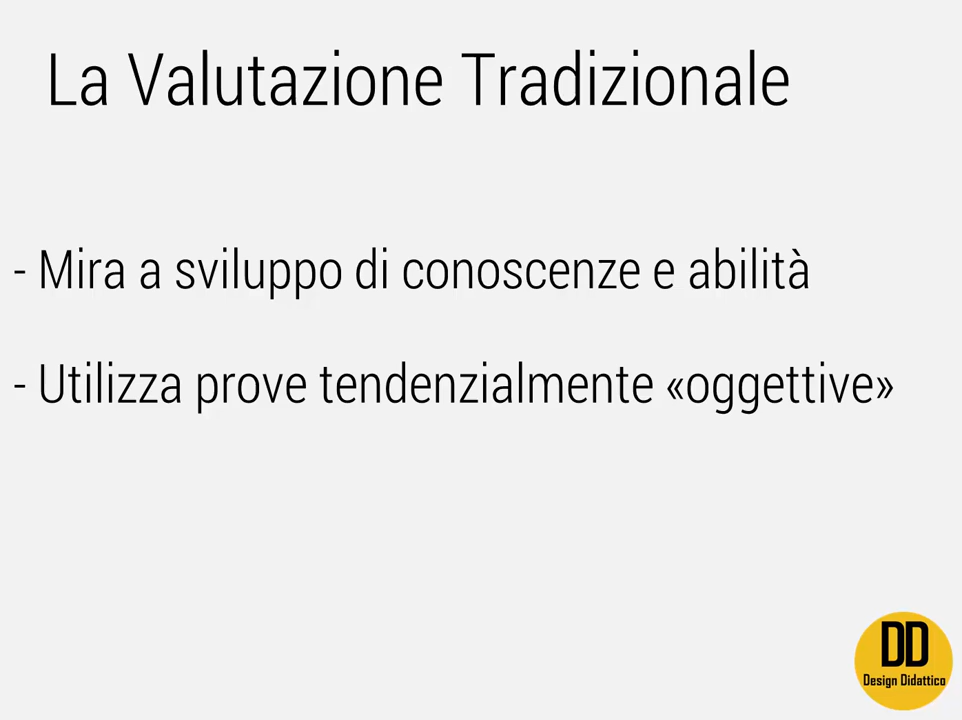 La Valutazione Tradizionale
- Mira a sviluppo di conoscenze e abilità
- Utilizza prove tendenzialmente «oggettive»
DD
Design Didattico